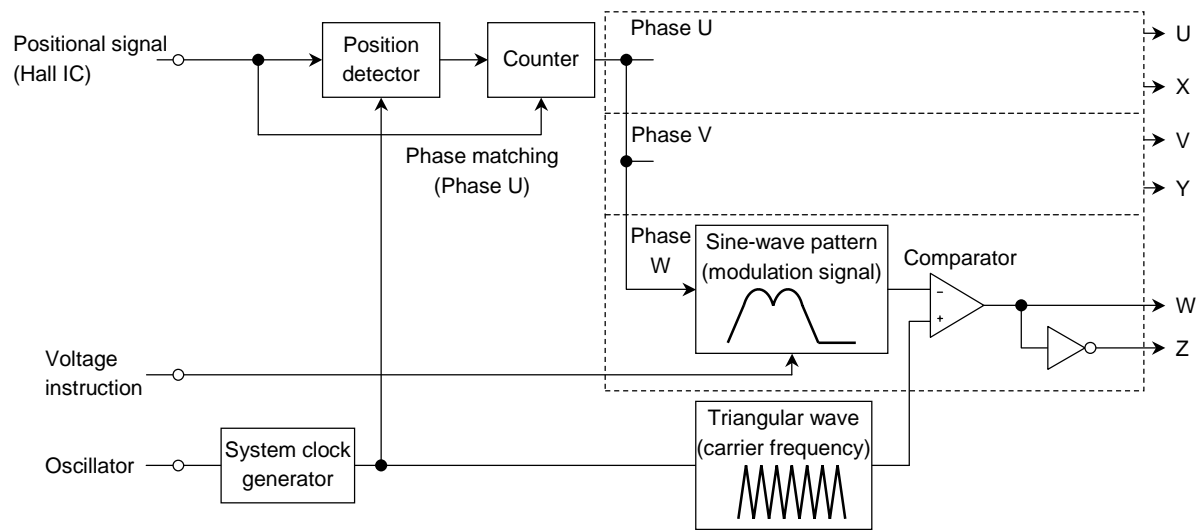 Positional signal
(Hall IC)
Position
detector
Counter
Phase matching
(Phase U)
Phase U
U
X
Phase V
V
Y
Phase
W
Sine-wave pattern
(modulation signal)
Comparator
−
+
W
Z
Voltage
instruction
Oscillator
System clock
generator
Triangular wave
(carrier frequency)